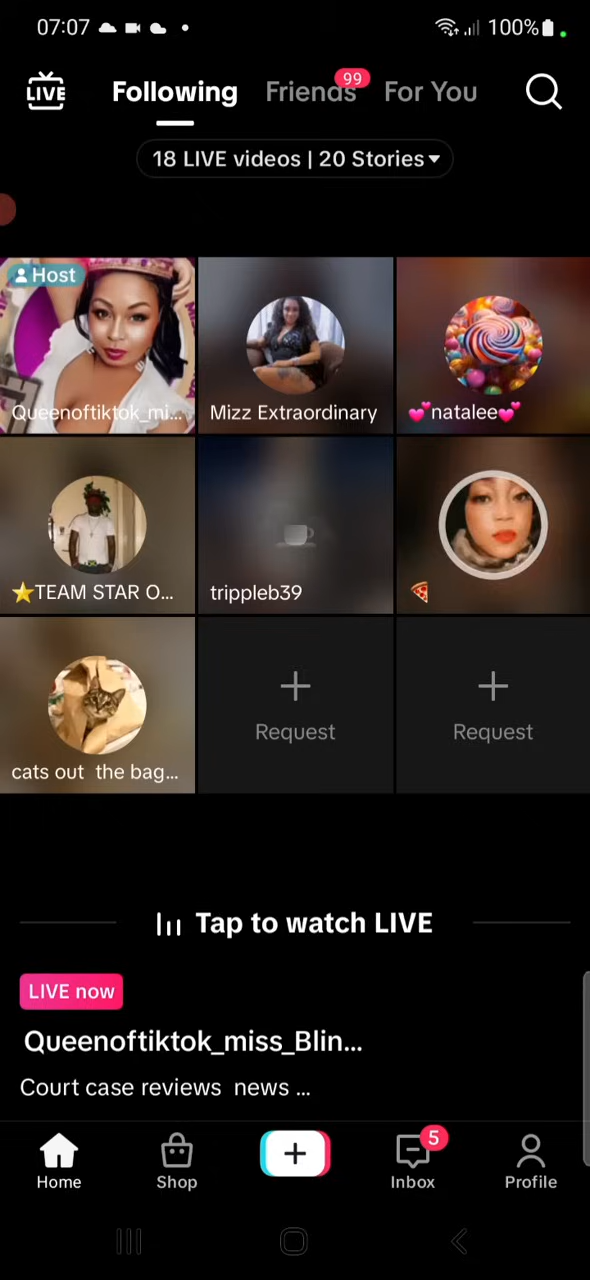 07:07 100%
LIVE Following Friends 99 For You
18 LIVE videos | 20 Stories
Host
Queenoftiktok_mi... Mizz Extraordinary 💕natalee💕
⭐TEAM STAR O... trippleb39 🍕
cats out the bag... Request Request
Tap to watch LIVE
LIVE now
Queenoftiktok_miss_Blin...
Court case reviews news ...
5
Home Shop Inbox Profile